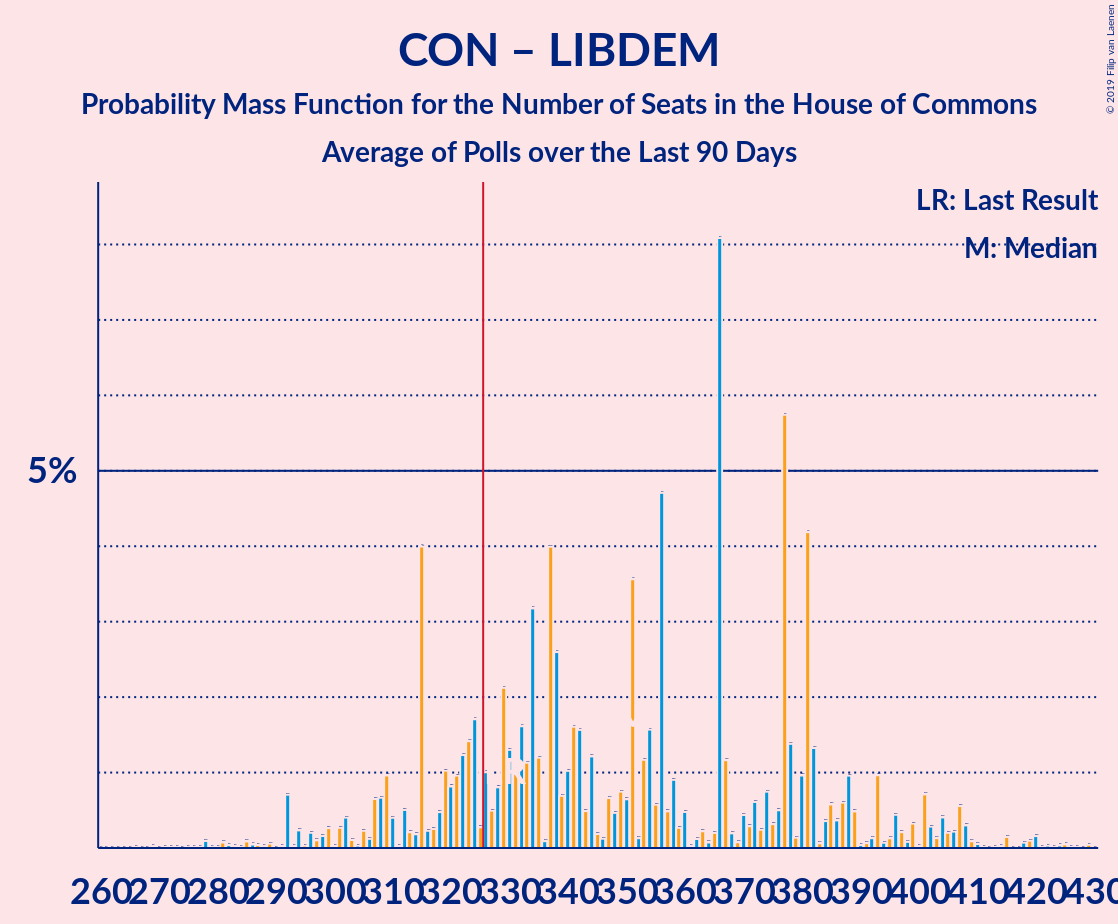 CON – LIBDEM
Probability Mass Function for the Number of Seats in the House of Commons
Average of Polls over the Last 90 Days
© 2019 Filip van Laenen
LR: Last Result
M: Median
5%
260 270 280 290 300 310 320 330 340 350 360 370 380 390 400 410 420 430